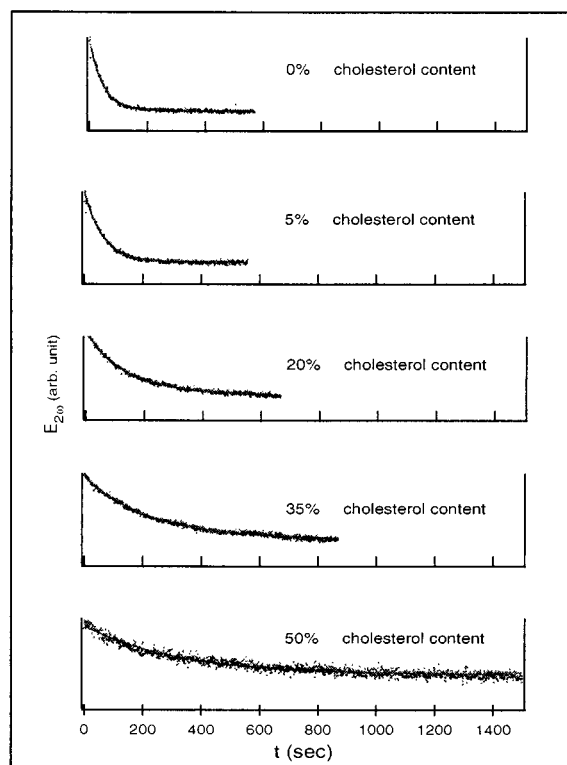 0% cholesterol content
5% cholesterol content
20% cholesterol content
35% cholesterol content
50% cholesterol content
E2ω (arb. unit)
0 200 400 600 800 1000 1200 1400
t (sec)